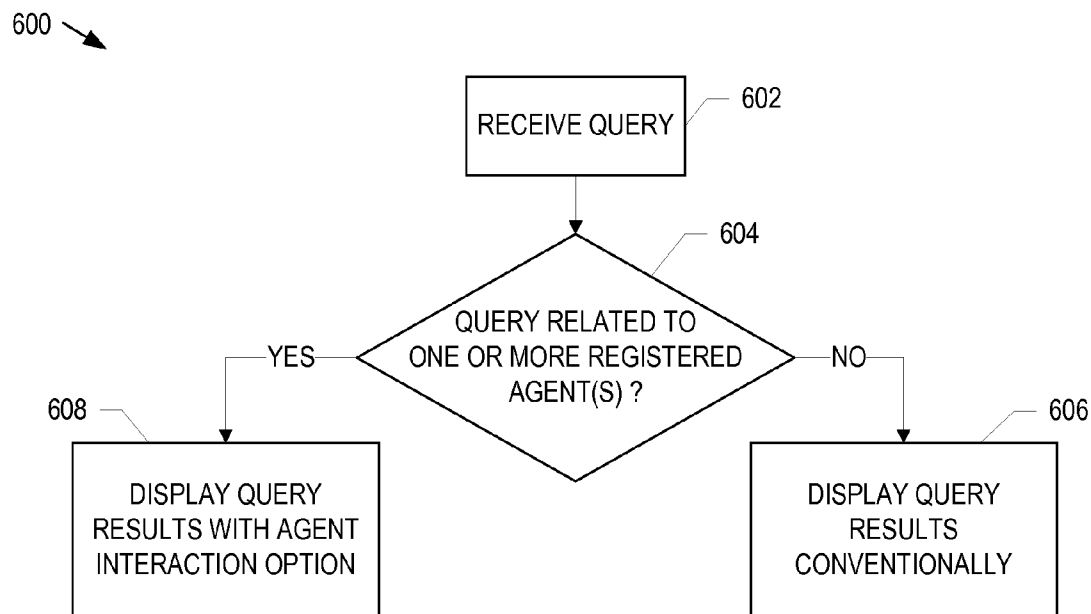 600
RECEIVE QUERY
602
604
QUERY RELATED TO
ONE OR MORE REGISTERED
AGENT(S) ?
YES
NO
608
606
DISPLAY QUERY
RESULTS WITH AGENT
INTERACTION OPTION
DISPLAY QUERY
RESULTS
CONVENTIONALLY